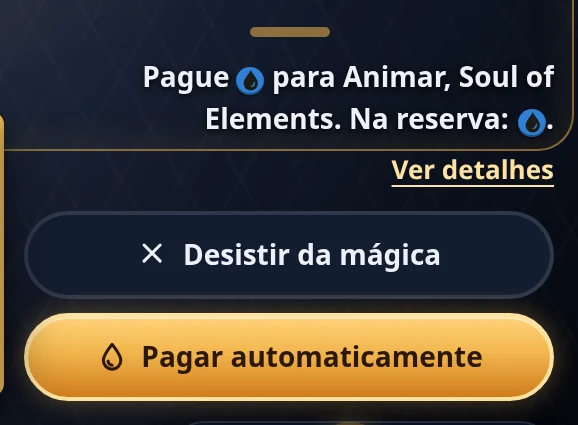 Pague para Animar, Soul of
Elements. Na reserva: .
Ver detalhes
Desistir da mágica
Pagar automaticamente